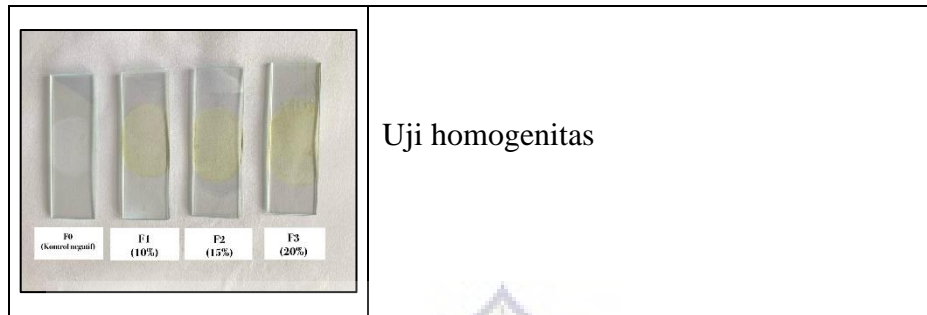 Uji homogenitas
F0
(Kontrol negatif)
F1
(10%)
F2
(15%)
F3
(20%)